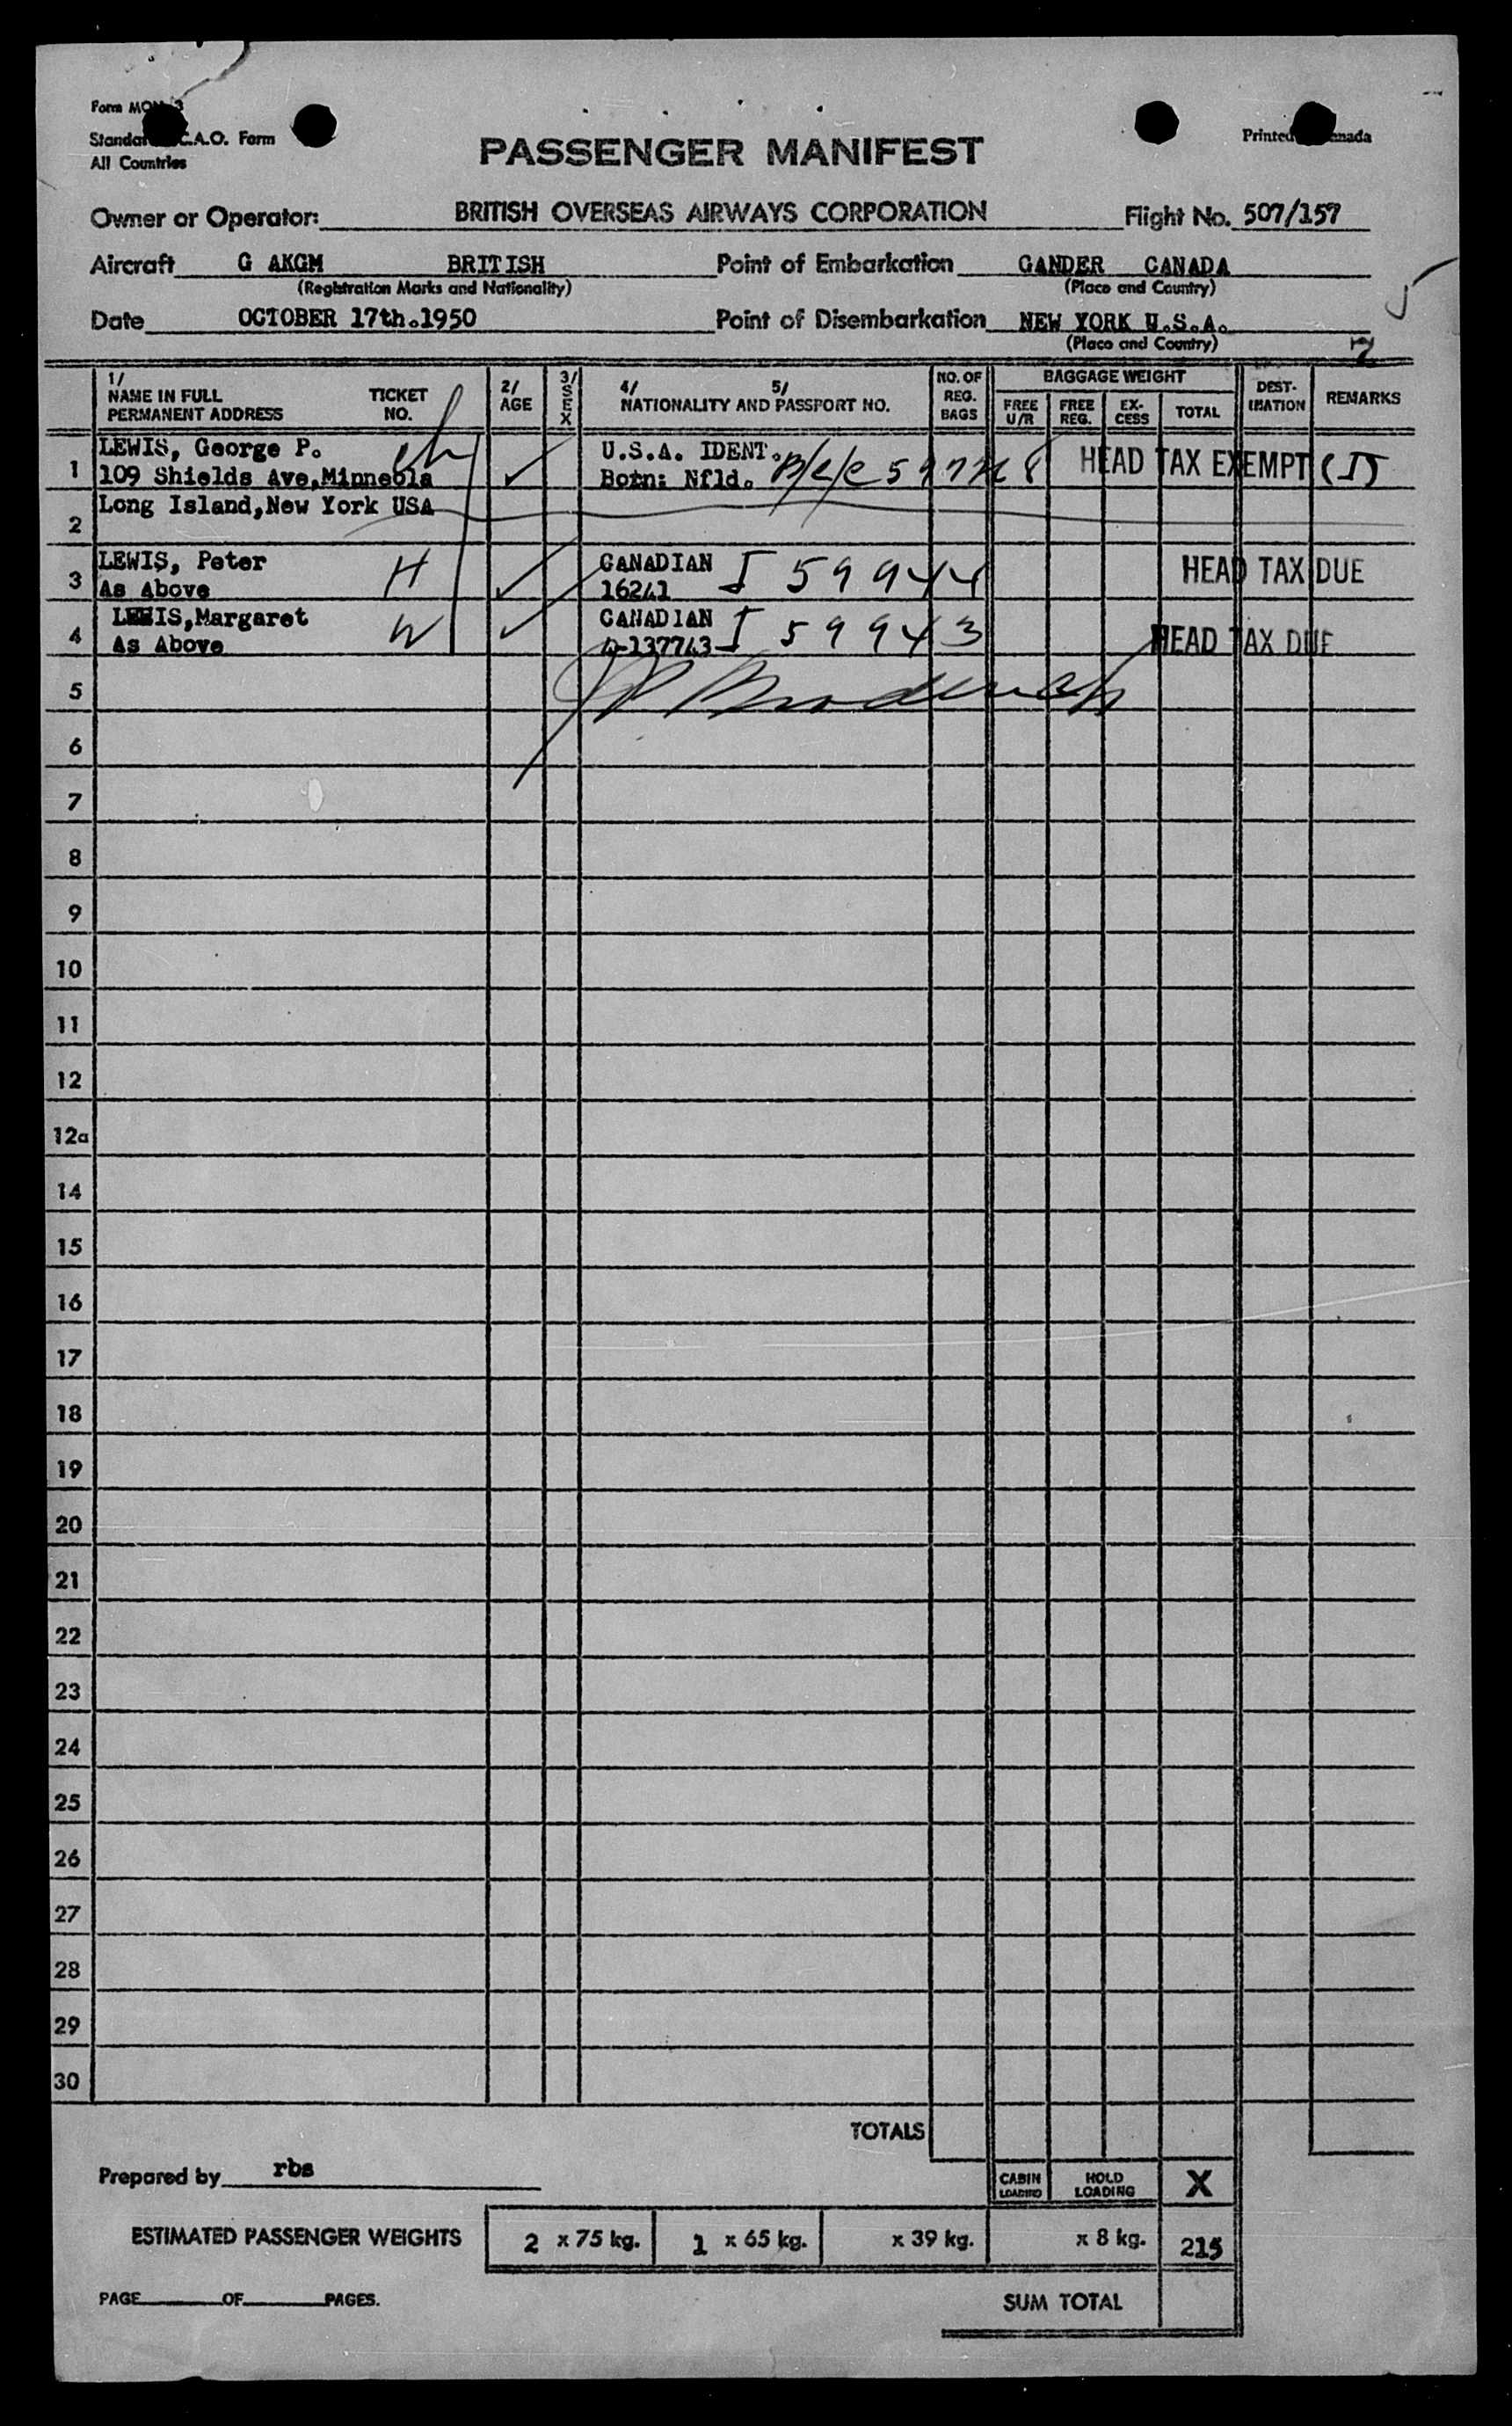 Form MON 3
Standard I.C.A.O. Form
All Countries
Printed in Canada
PASSENGER MANIFEST
Owner or Operator: BRITISH OVERSEAS AIRWAYS CORPORATION Flight No. 507/157
Aircraft G AKGM BRITISH Point of Embarkation GANDER CANADA
(Registration Marks and Nationality) (Place and Country)
Date OCTOBER 17th.1950 Point of Disembarkation NEW YORK U.S.A.
(Place and Country)
1/ NAME IN FULL PERMANENT ADDRESS TICKET NO. 2/ AGE 3/ SEX 4/ 5/ NATIONALITY AND PASSPORT NO. NO. OF REG. BAGS BAGGAGE WEIGHT FREE U/R FREE REG. EX-CESS TOTAL DEST-INATION REMARKS
LEWIS, George P. U.S.A. IDENT.
1 109 Shields Ave,Minneola Born: Nfld. HEAD TAX EXEMPT (I)
Long Island,New York USA
2
LEWIS, Peter H CANADIAN I 59944 HEAD TAX DUE
3 As Above 16241
LEWIS,Margaret W CANADIAN I 59943 HEAD TAX DUE
4 As Above 4-137743
5
6
7
8
9
10
11
12
12a
14
15
16
17
18
19
20
21
22
23
24
25
26
27
28
29
30
TOTALS
Prepared by rbs CABIN LOADING HOLD LOADING X
ESTIMATED PASSENGER WEIGHTS 2 x 75 kg. 1 x 65 kg. x 39 kg. x 8 kg. 215
PAGE OF PAGES. SUM TOTAL